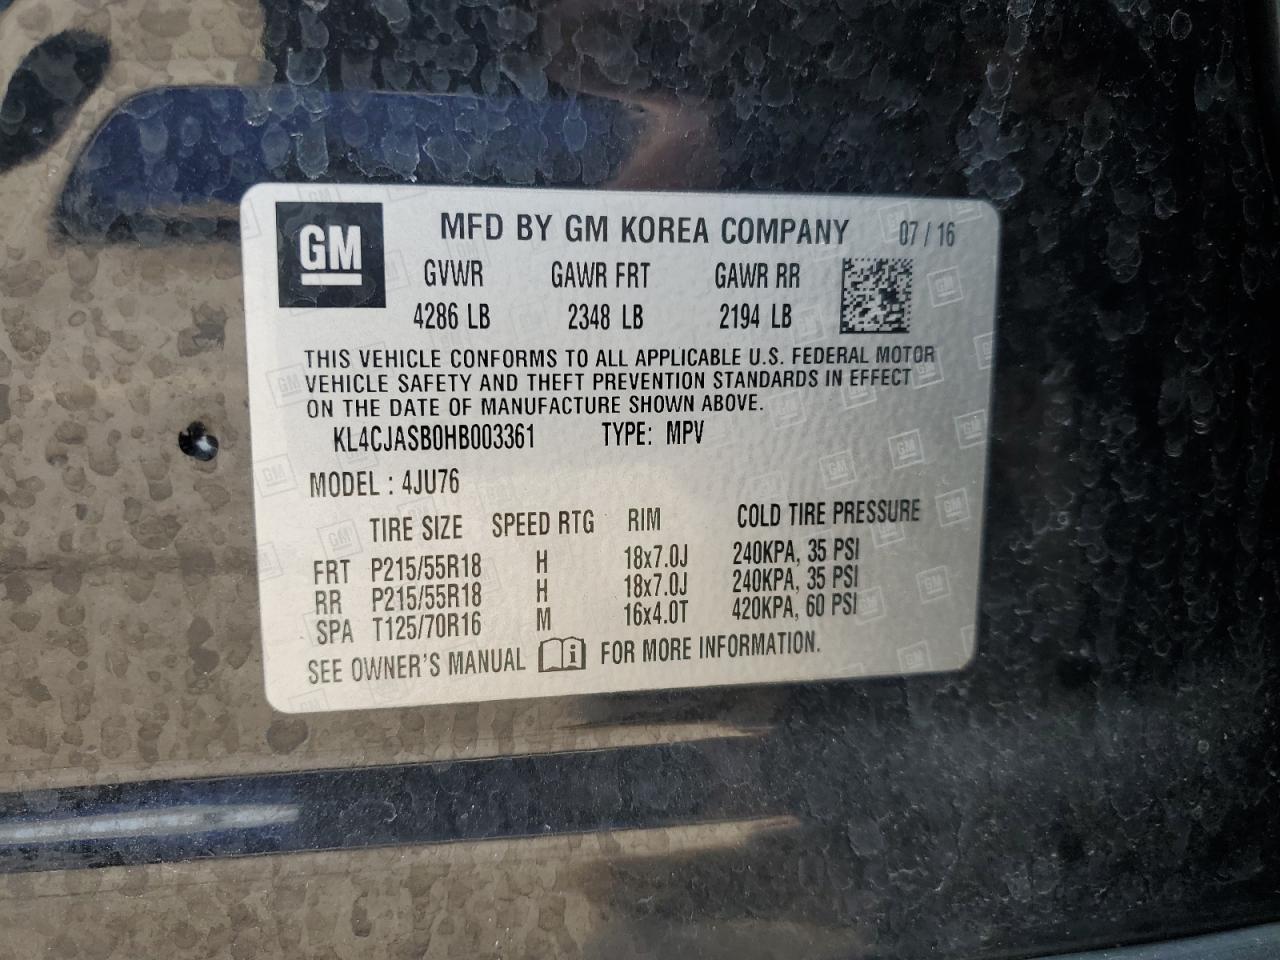 GM
MFD BY GM KOREA COMPANY 07 / 16
GVWR GAWR FRT GAWR RR
4286 LB 2348 LB 2194 LB
THIS VEHICLE CONFORMS TO ALL APPLICABLE U.S. FEDERAL MOTOR
VEHICLE SAFETY AND THEFT PREVENTION STANDARDS IN EFFECT
ON THE DATE OF MANUFACTURE SHOWN ABOVE.
KL4CJASB0HB003361 TYPE: MPV
MODEL : 4JU76
TIRE SIZE SPEED RTG RIM COLD TIRE PRESSURE
FRT P215/55R18 H 18x7.0J 240KPA, 35 PSI
RR P215/55R18 H 18x7.0J 240KPA, 35 PSI
SPA T125/70R16 M 16x4.0T 420KPA, 60 PSI
SEE OWNER'S MANUAL i FOR MORE INFORMATION.